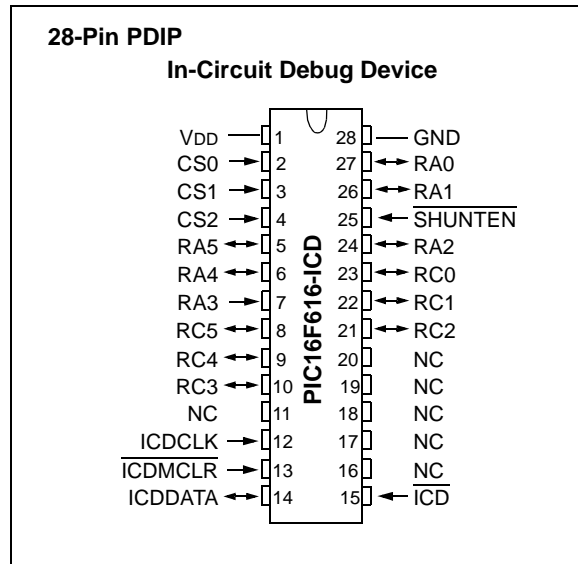 28-Pin PDIP
In-Circuit Debug Device
VDD 1 28 GND
CS0 2 27 RA0
CS1 3 26 RA1
CS2 4 25 SHUNTEN
RA5 5 24 RA2
RA4 6 23 RC0
RA3 7 22 RC1
RC5 8 21 RC2
RC4 9 20 NC
RC3 10 19 NC
NC 11 18 NC
ICDCLK 12 17 NC
ICDMCLR 13 16 NC
ICDDATA 14 15 ICD
PIC16F616-ICD